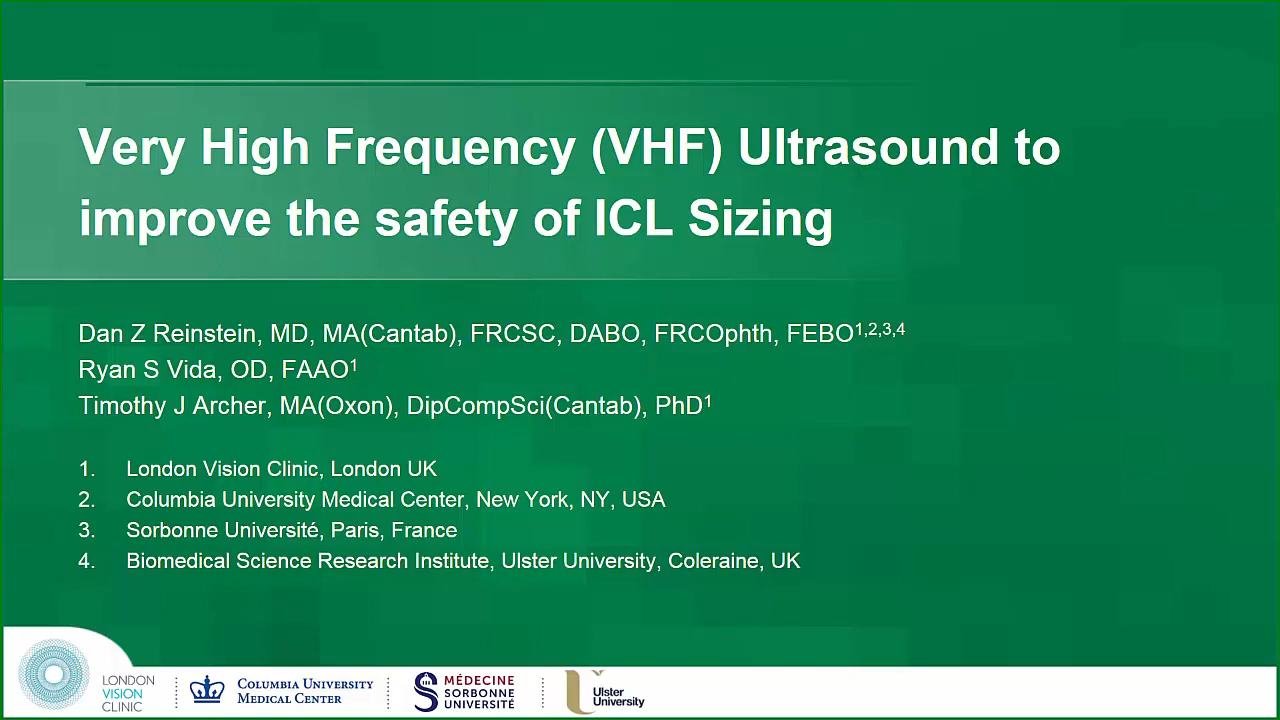 Very High Frequency (VHF) Ultrasound to
improve the safety of ICL Sizing
Dan Z Reinstein, MD, MA(Cantab), FRCSC, DABO, FRCOphth, FEBO1,2,3,4
Ryan S Vida, OD, FAAO1
Timothy J Archer, MA(Oxon), DipCompSci(Cantab), PhD1
1. London Vision Clinic, London UK
2. Columbia University Medical Center, New York, NY, USA
3. Sorbonne Université, Paris, France
4. Biomedical Science Research Institute, Ulster University, Coleraine, UK
LONDON
VISION
CLINIC
COLUMBIA UNIVERSITY
MEDICAL CENTER
MÉDECINE
SORBONNE
UNIVERSITÉ
Ulster
University